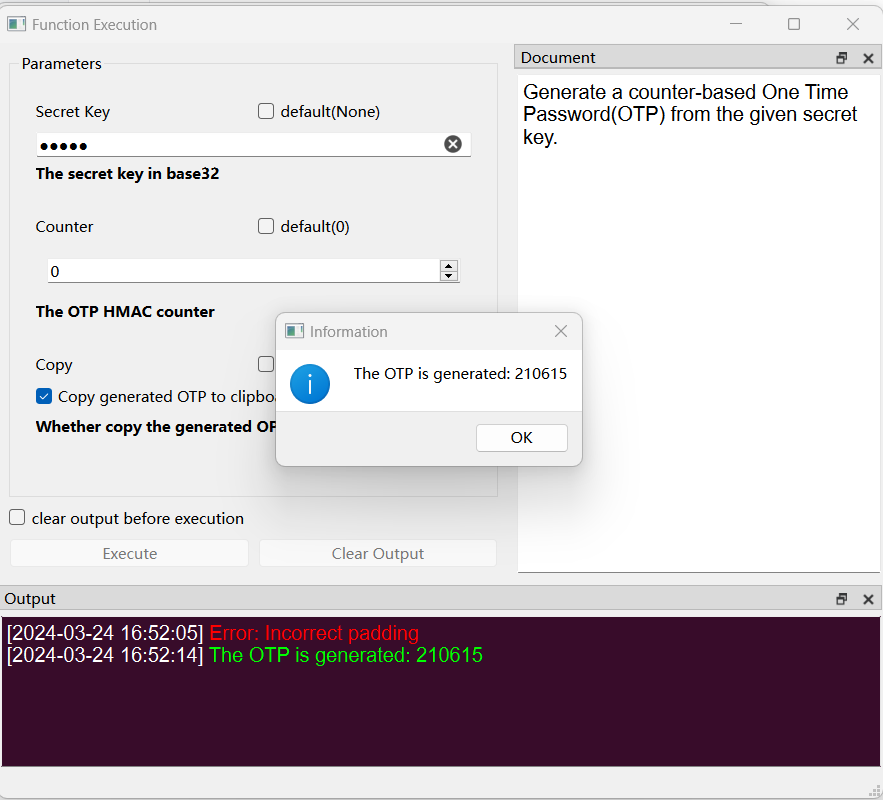 Function Execution
Parameters
Secret Key
default(None)
●●●●●
The secret key in base32
Counter
default(0)
0
The OTP HMAC counter
Copy
Copy generated OTP to clipbo
Whether copy the generated
clear output before execution
Execute
Clear Output
Document
Generate a counter-based One Time
Password(OTP) from the given secret
key.
Information
The OTP is generated: 210615
OK
Output
[2024-03-24 16:52:05] Error: Incorrect padding
[2024-03-24 16:52:14] The OTP is generated: 210615